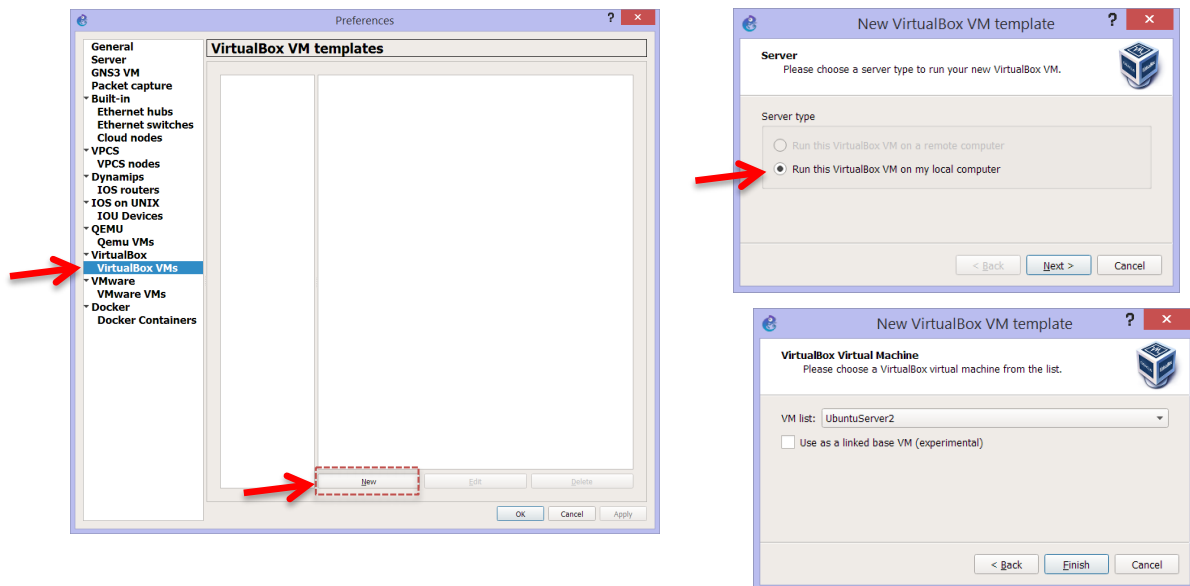 Preferences
?
×
General
Server
GNS3 VM
Packet capture
Built-in
Ethernet hubs
Ethernet switches
Cloud nodes
VPCS
VPCS nodes
Dynamips
IOS routers
IOS on UNIX
IOU Devices
QEMU
Qemu VMs
VirtualBox
VirtualBox VMs
VMware
VMware VMs
Docker
Docker Containers
VirtualBox VM templates
New Edit Delete
OK Cancel Apply
New VirtualBox VM template
?
×
Server
Please choose a server type to run your new VirtualBox VM.
Server type
Run this VirtualBox VM on a remote computer
Run this VirtualBox VM on my local computer
< Back Next > Cancel
New VirtualBox VM template
?
×
VirtualBox Virtual Machine
Please choose a VirtualBox virtual machine from the list.
VM list: UbuntuServer2
Use as a linked base VM (experimental)
< Back Finish Cancel